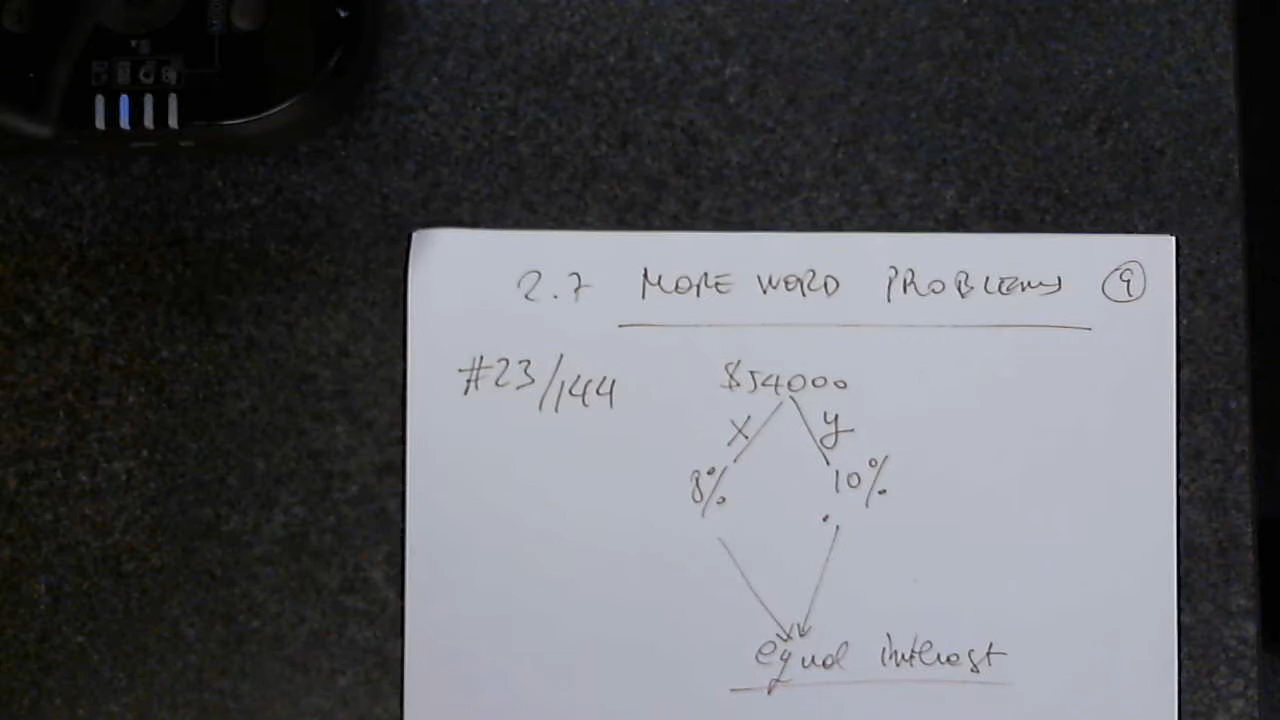 2.7 MORE WORD PROBLEMS 9
#23/144
$54000
x y
8% 10%
equal interest